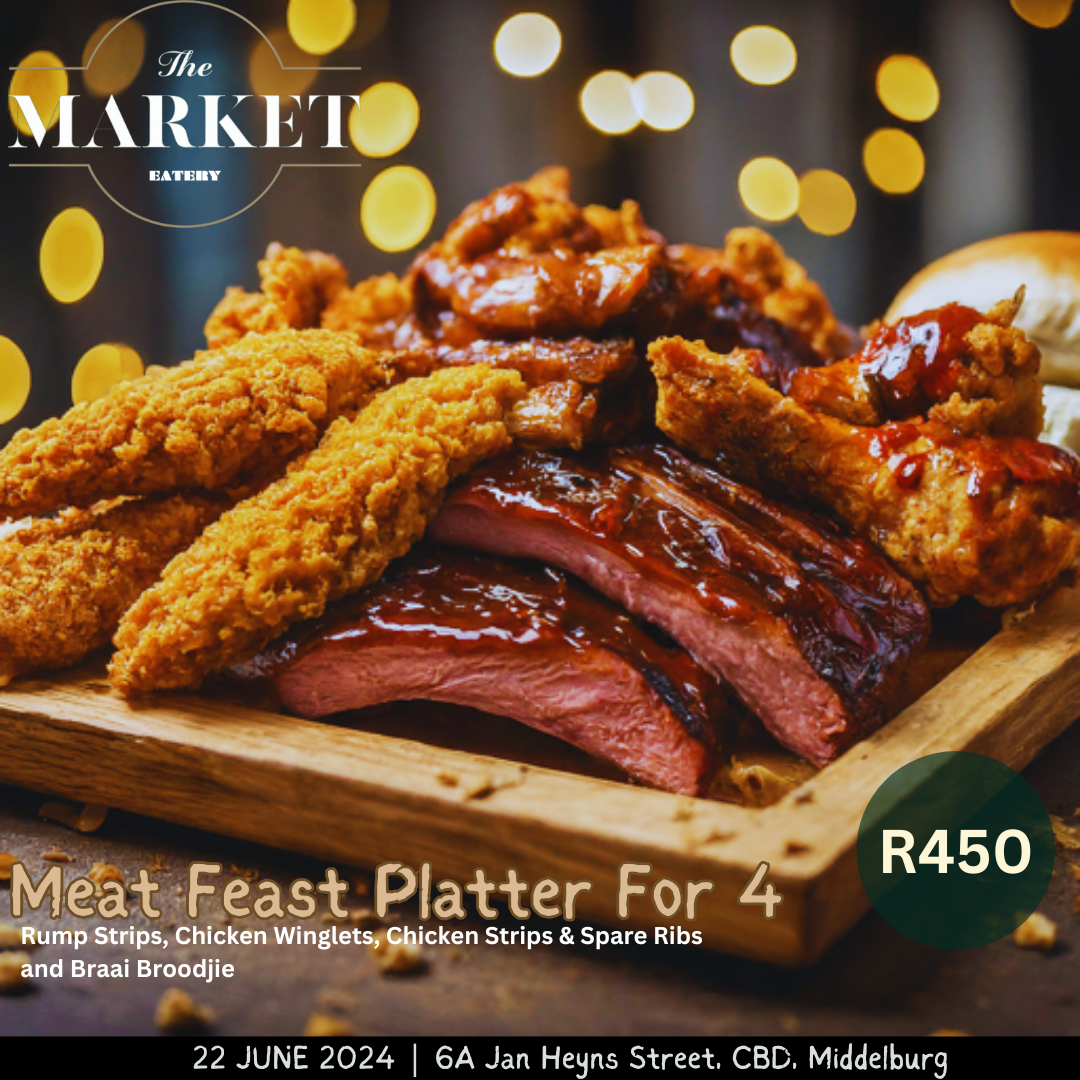 The
MARKET
EATERY
R450
Meat Feast Platter For 4
Rump Strips, Chicken Winglets, Chicken Strips & Spare Ribs
and Braai Broodjie
22 JUNE 2024 | 6A Jan Heyns Street, CBD, Middelburg